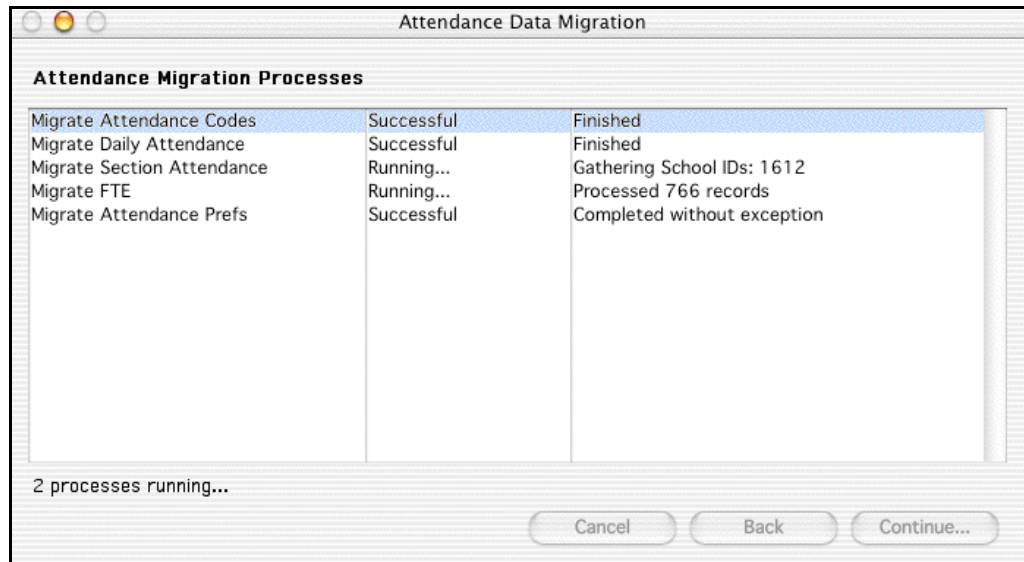 Attendance Data Migration
Attendance Migration Processes
Migrate Attendance Codes Successful Finished
Migrate Daily Attendance Successful Finished
Migrate Section Attendance Running... Gathering School IDs: 1612
Migrate FTE Running... Processed 766 records
Migrate Attendance Prefs Successful Completed without exception
2 processes running...
Cancel Back Continue...